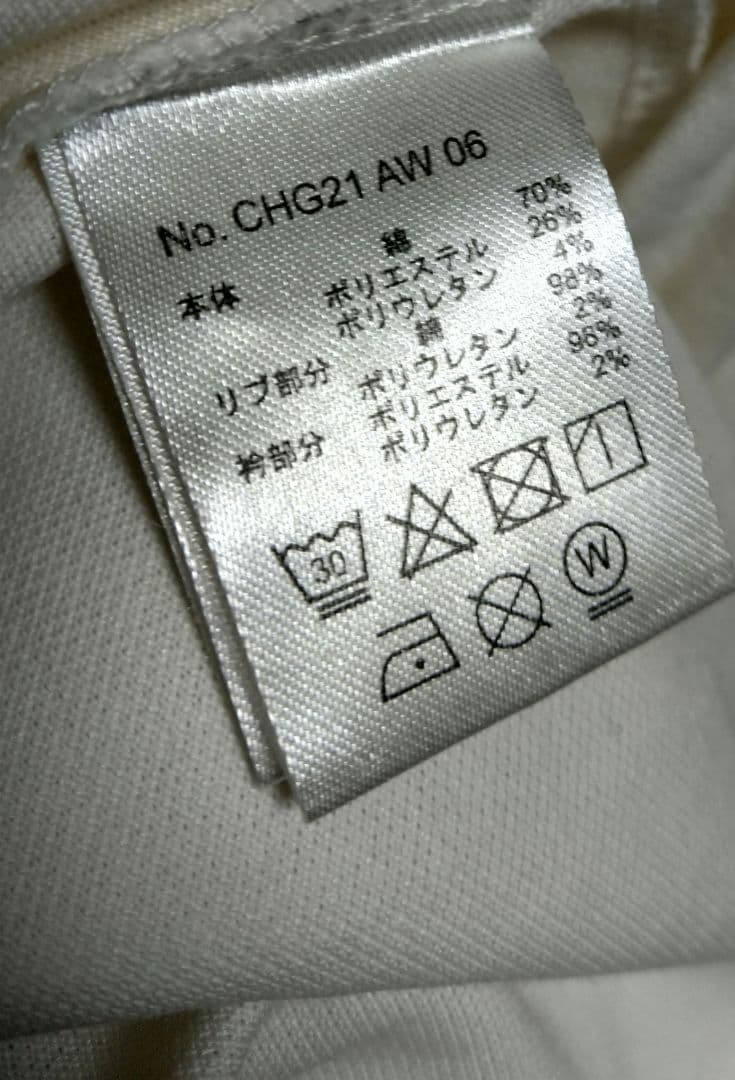 No. CHG21 AW 06
本体 綿 70%
ポリエステル 26%
ポリウレタン 4%
リブ部分 綿 98%
ポリウレタン 2%
衿部分 ポリエステル 98%
ポリウレタン 2%
30
W